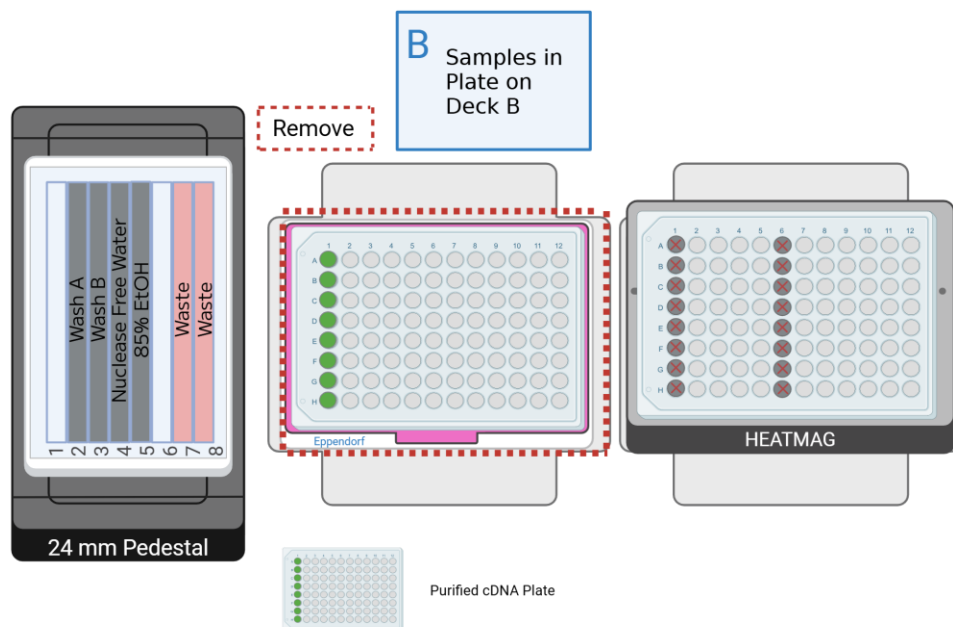 B
Samples in
Plate on
Deck B
Remove
Wash A
Wash B
Nuclease Free Water
85% EtOH
Waste
Waste
1 2 3 4 5 6 7 8
24 mm Pedestal
1 2 3 4 5 6 7 8 9 10 11 12
A
B
C
D
E
F
G
H
Eppendorf
1 2 3 4 5 6 7 8 9 10 11 12
A
B
C
D
E
F
G
H
HEATMAG
Purified cDNA Plate